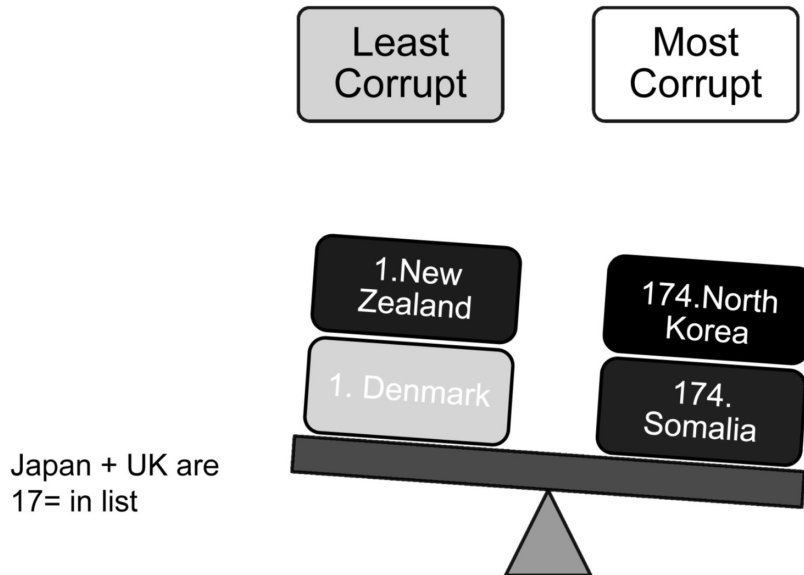 Least
Corrupt
Most
Corrupt
1.New
Zealand
174.North
Korea
1. Denmark
174.
Somalia
Japan + UK are
17= in list